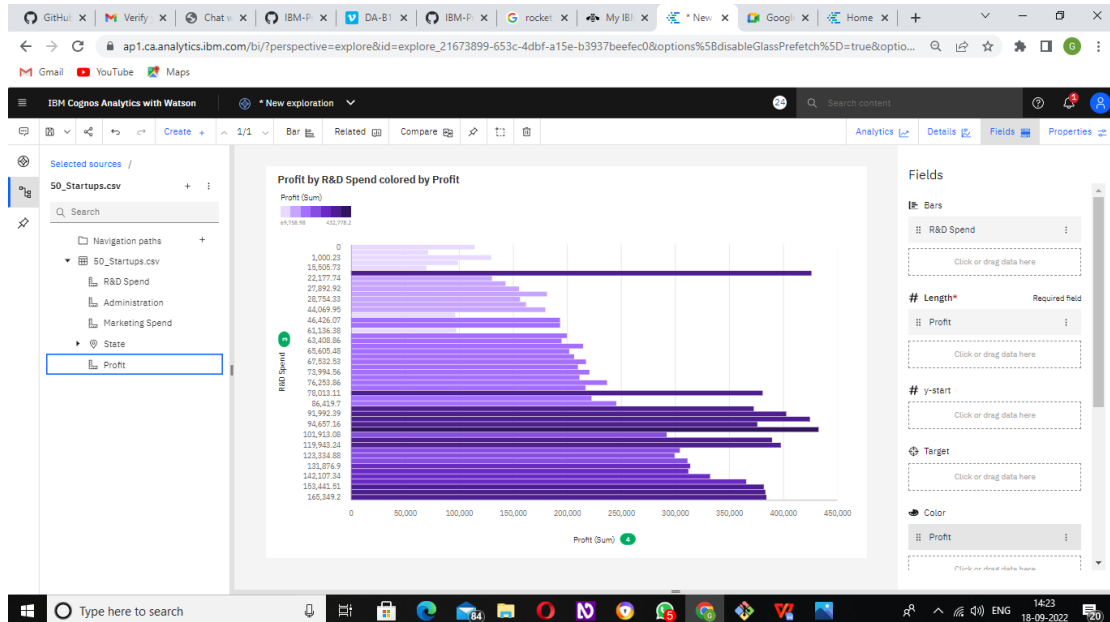 GitHu
Verify
Chat w
IBM-P
DA-B1
IBM-P
rocket
My IB
* New
Googl
Home
ap1.ca.analytics.ibm.com/bi/?perspective=explore&id=explore_21673899-653c-4dbf-a15e-b3937beefec0&options%5BdisableGlassPrefetch%5D=true&optio...
G
Gmail YouTube Maps
IBM Cognos Analytics with Watson * New exploration 24 Search content 1
Create + 1/1 Bar Related Compare Analytics Details Fields Properties
Selected sources /
50_Startups.csv
Search
Navigation paths
50_Startups.csv
R&D Spend
Administration
Marketing Spend
State
Profit
Profit by R&D Spend colored by Profit
Profit (Sum)
69,758.98 432,778.2
R&D Spend 3
0
1,000.23
15,505.73
22,177.74
27,892.92
28,754.33
44,069.95
46,426.07
61,136.38
63,408.86
65,605.48
67,532.53
73,994.56
76,253.86
78,013.11
86,419.7
91,992.39
94,657.16
101,913.08
119,943.24
123,334.88
131,876.9
142,107.34
153,441.51
165,349.2
0 50,000 100,000 150,000 200,000 250,000 300,000 350,000 400,000 450,000
Profit (Sum) 4
Fields
Bars
R&D Spend
Click or drag data here
Length* Required field
Profit
Click or drag data here
y-start
Click or drag data here
Target
Click or drag data here
Color
Profit
Click or drag data here
Type here to search
84
5
ENG
14:23
18-09-2022
20